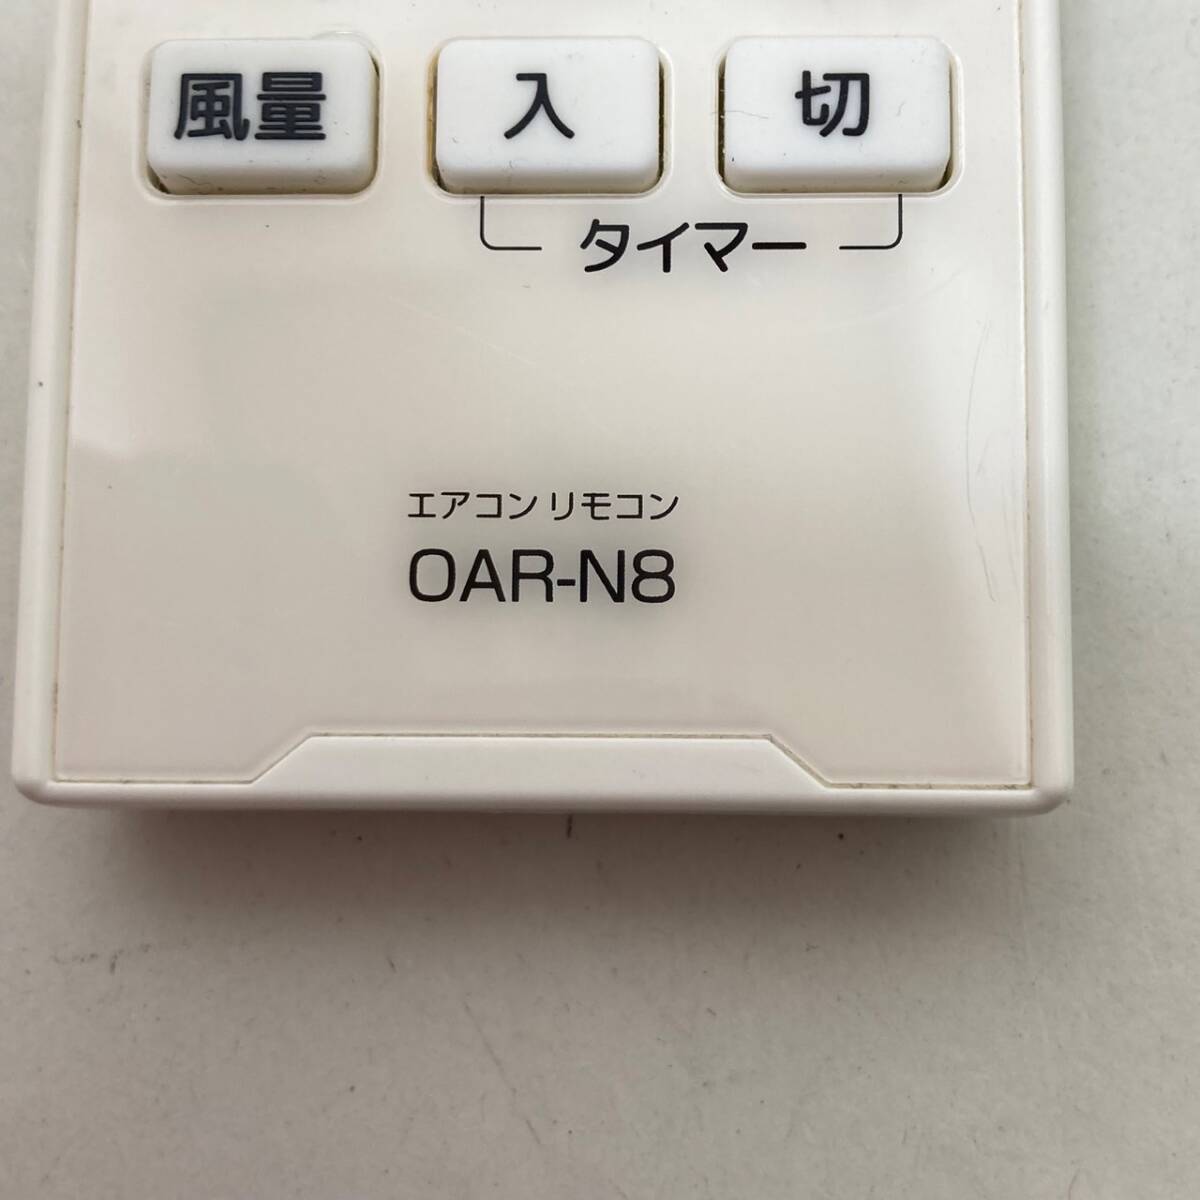 風量 入 切
タイマー
エアコン リモコン
OAR-N8